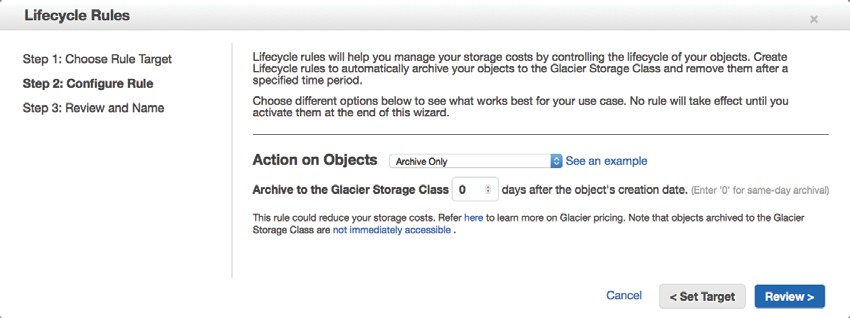 Lifecycle Rules
×
Step 1: Choose Rule Target
Step 2: Configure Rule
Step 3: Review and Name
Lifecycle rules will help you manage your storage costs by controlling the lifecycle of your objects. Create
Lifecycle rules to automatically archive your objects to the Glacier Storage Class and remove them after a
specified time period.
Choose different options below to see what works best for your use case. No rule will take effect until you
activate them at the end of this wizard.
Action on Objects Archive Only See an example
Archive to the Glacier Storage Class 0 days after the object's creation date. (Enter '0' for same-day archival)
This rule could reduce your storage costs. Refer here to learn more on Glacier pricing. Note that objects archived to the Glacier
Storage Class are not immediately accessible .
Cancel < Set Target Review >